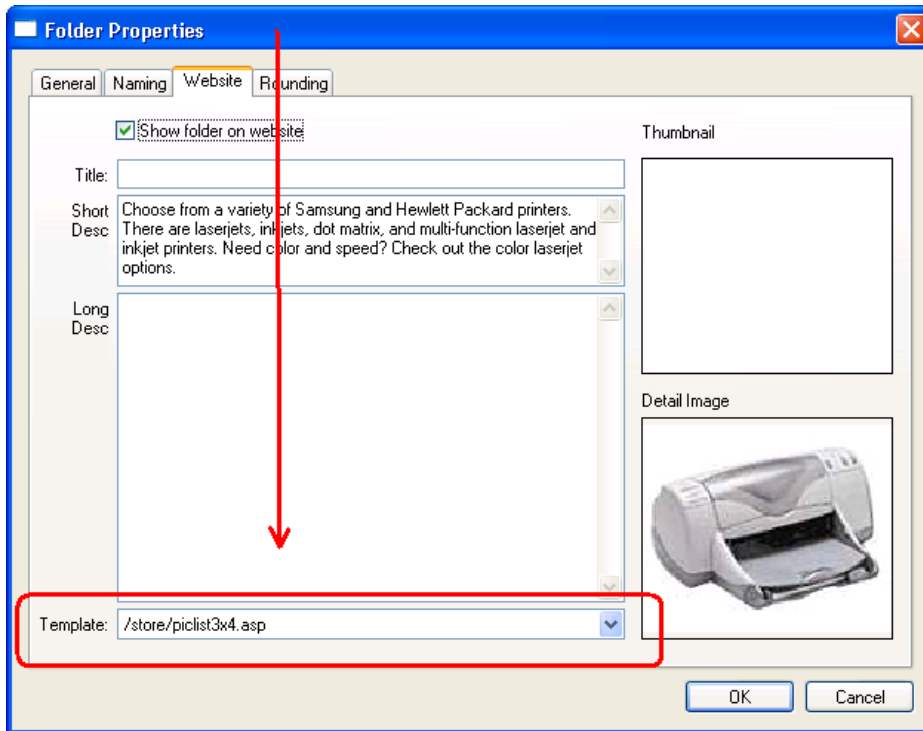 Folder Properties
General Naming Website Rounding
Show folder on website
Thumbnail
Title:
Short Desc
Choose from a variety of Samsung and Hewlett Packard printers.
There are laserjets, inkjets, dot matrix, and multi-function laserjet and
inkjet printers. Need color and speed? Check out the color laserjet
options.
Long
Desc
Detail Image
Template: /store/piclist3x4.asp
OK Cancel